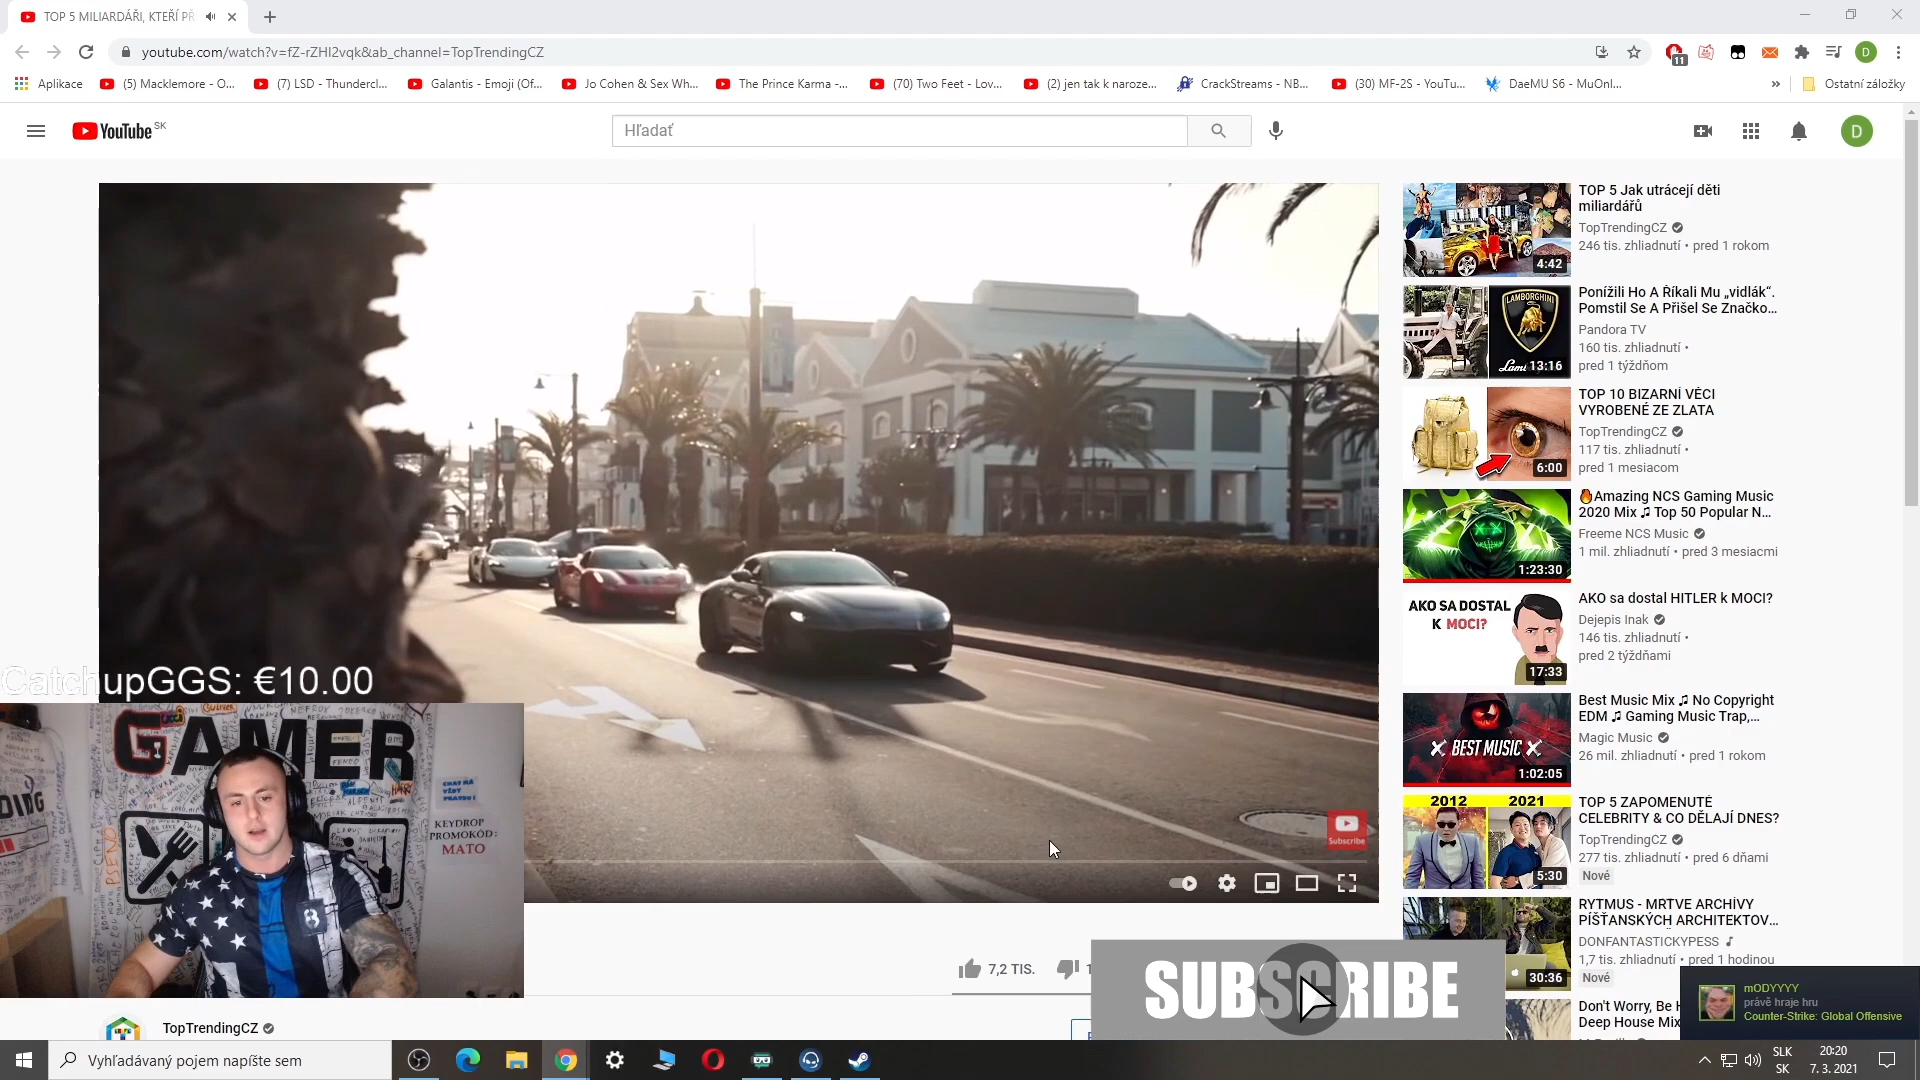 TOP 5 MILIARDÁŘI, KTEŘÍ PŘ
youtube.com/watch?v=fZ-rZHI2vqk&ab_channel=TopTrendingCZ
11
D
Aplikace
(5) Macklemore - O...
(7) LSD - Thundercl...
Galantis - Emoji (Of...
Jo Cohen & Sex Wh...
The Prince Karma -...
(70) Two Feet - Lov...
(2) jen tak k naroze...
CrackStreams - NB...
(30) MF-2S - YouTu...
DaeMU S6 - MuOnl...
»
Ostatní záložky
YouTube SK
Hľadať
D
TOP 5 Jak utrácejí děti
miliardářů
TopTrendingCZ
246 tis. zhliadnutí • pred 1 rokom
4:42
LAMBORGHINI
13:16
Ponížili Ho A Říkali Mu „vidlák“.
Pomstil Se A Přišel Se Značko...
Pandora TV
160 tis. zhliadnutí •
pred 1 týždňom
TOP 10 BIZARNÍ VĚCI
VYROBENÉ ZE ZLATA
TopTrendingCZ
117 tis. zhliadnutí •
pred 1 mesiacom
6:00
🔥Amazing NCS Gaming Music
2020 Mix ♫ Top 50 Popular N...
Freeme NCS Music
1 mil. zhliadnutí • pred 3 mesiacmi
1:23:30
AKO SA DOSTAL
K MOCI?
17:33
AKO sa dostal HITLER k MOCI?
Dejepis Inak
146 tis. zhliadnutí •
pred 2 týždňami
BEST MUSIC
1:02:05
Best Music Mix ♫ No Copyright
EDM ♫ Gaming Music Trap,...
Magic Music
26 mil. zhliadnutí • pred 1 rokom
2012 2021
5:30
TOP 5 ZAPOMENUTÉ
CELEBRITY & CO DĚLAJÍ DNES?
TopTrendingCZ
277 tis. zhliadnutí • pred 6 dňami
Nové
30:36
RYTMUS - MŔTVE ARCHÍVY
PÍŠŤANSKÝCH ARCHITEKTOV...
DONFANTASTICKYPESS
1,7 tis. zhliadnutí • pred 1 hodinou
Nové
Don't Worry, Be H
Deep House Mix
CatchupGGS: €10.00
GAMER
KEYDROP
PROMOKÓD:
MATO
Subscribe
7,2 TIS.
SUBSCRIBE
TopTrendingCZ
mODYYYY
právě hraje hru
Counter-Strike: Global Offensive
Vyhľadávaný pojem napíšte sem
SLK
SK
20:20
7. 3. 2021